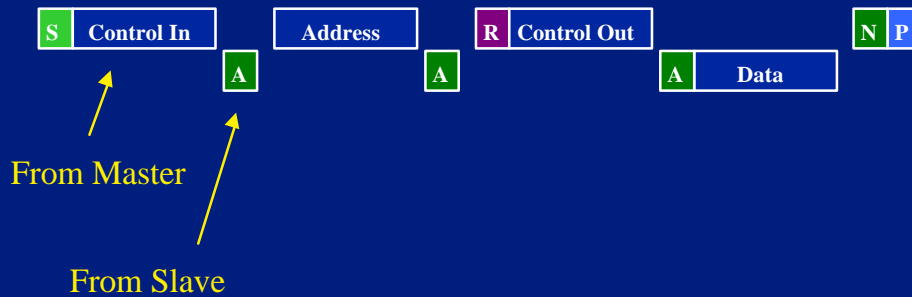 S Control In Address R Control Out N P
A A A Data
From Master
From Slave